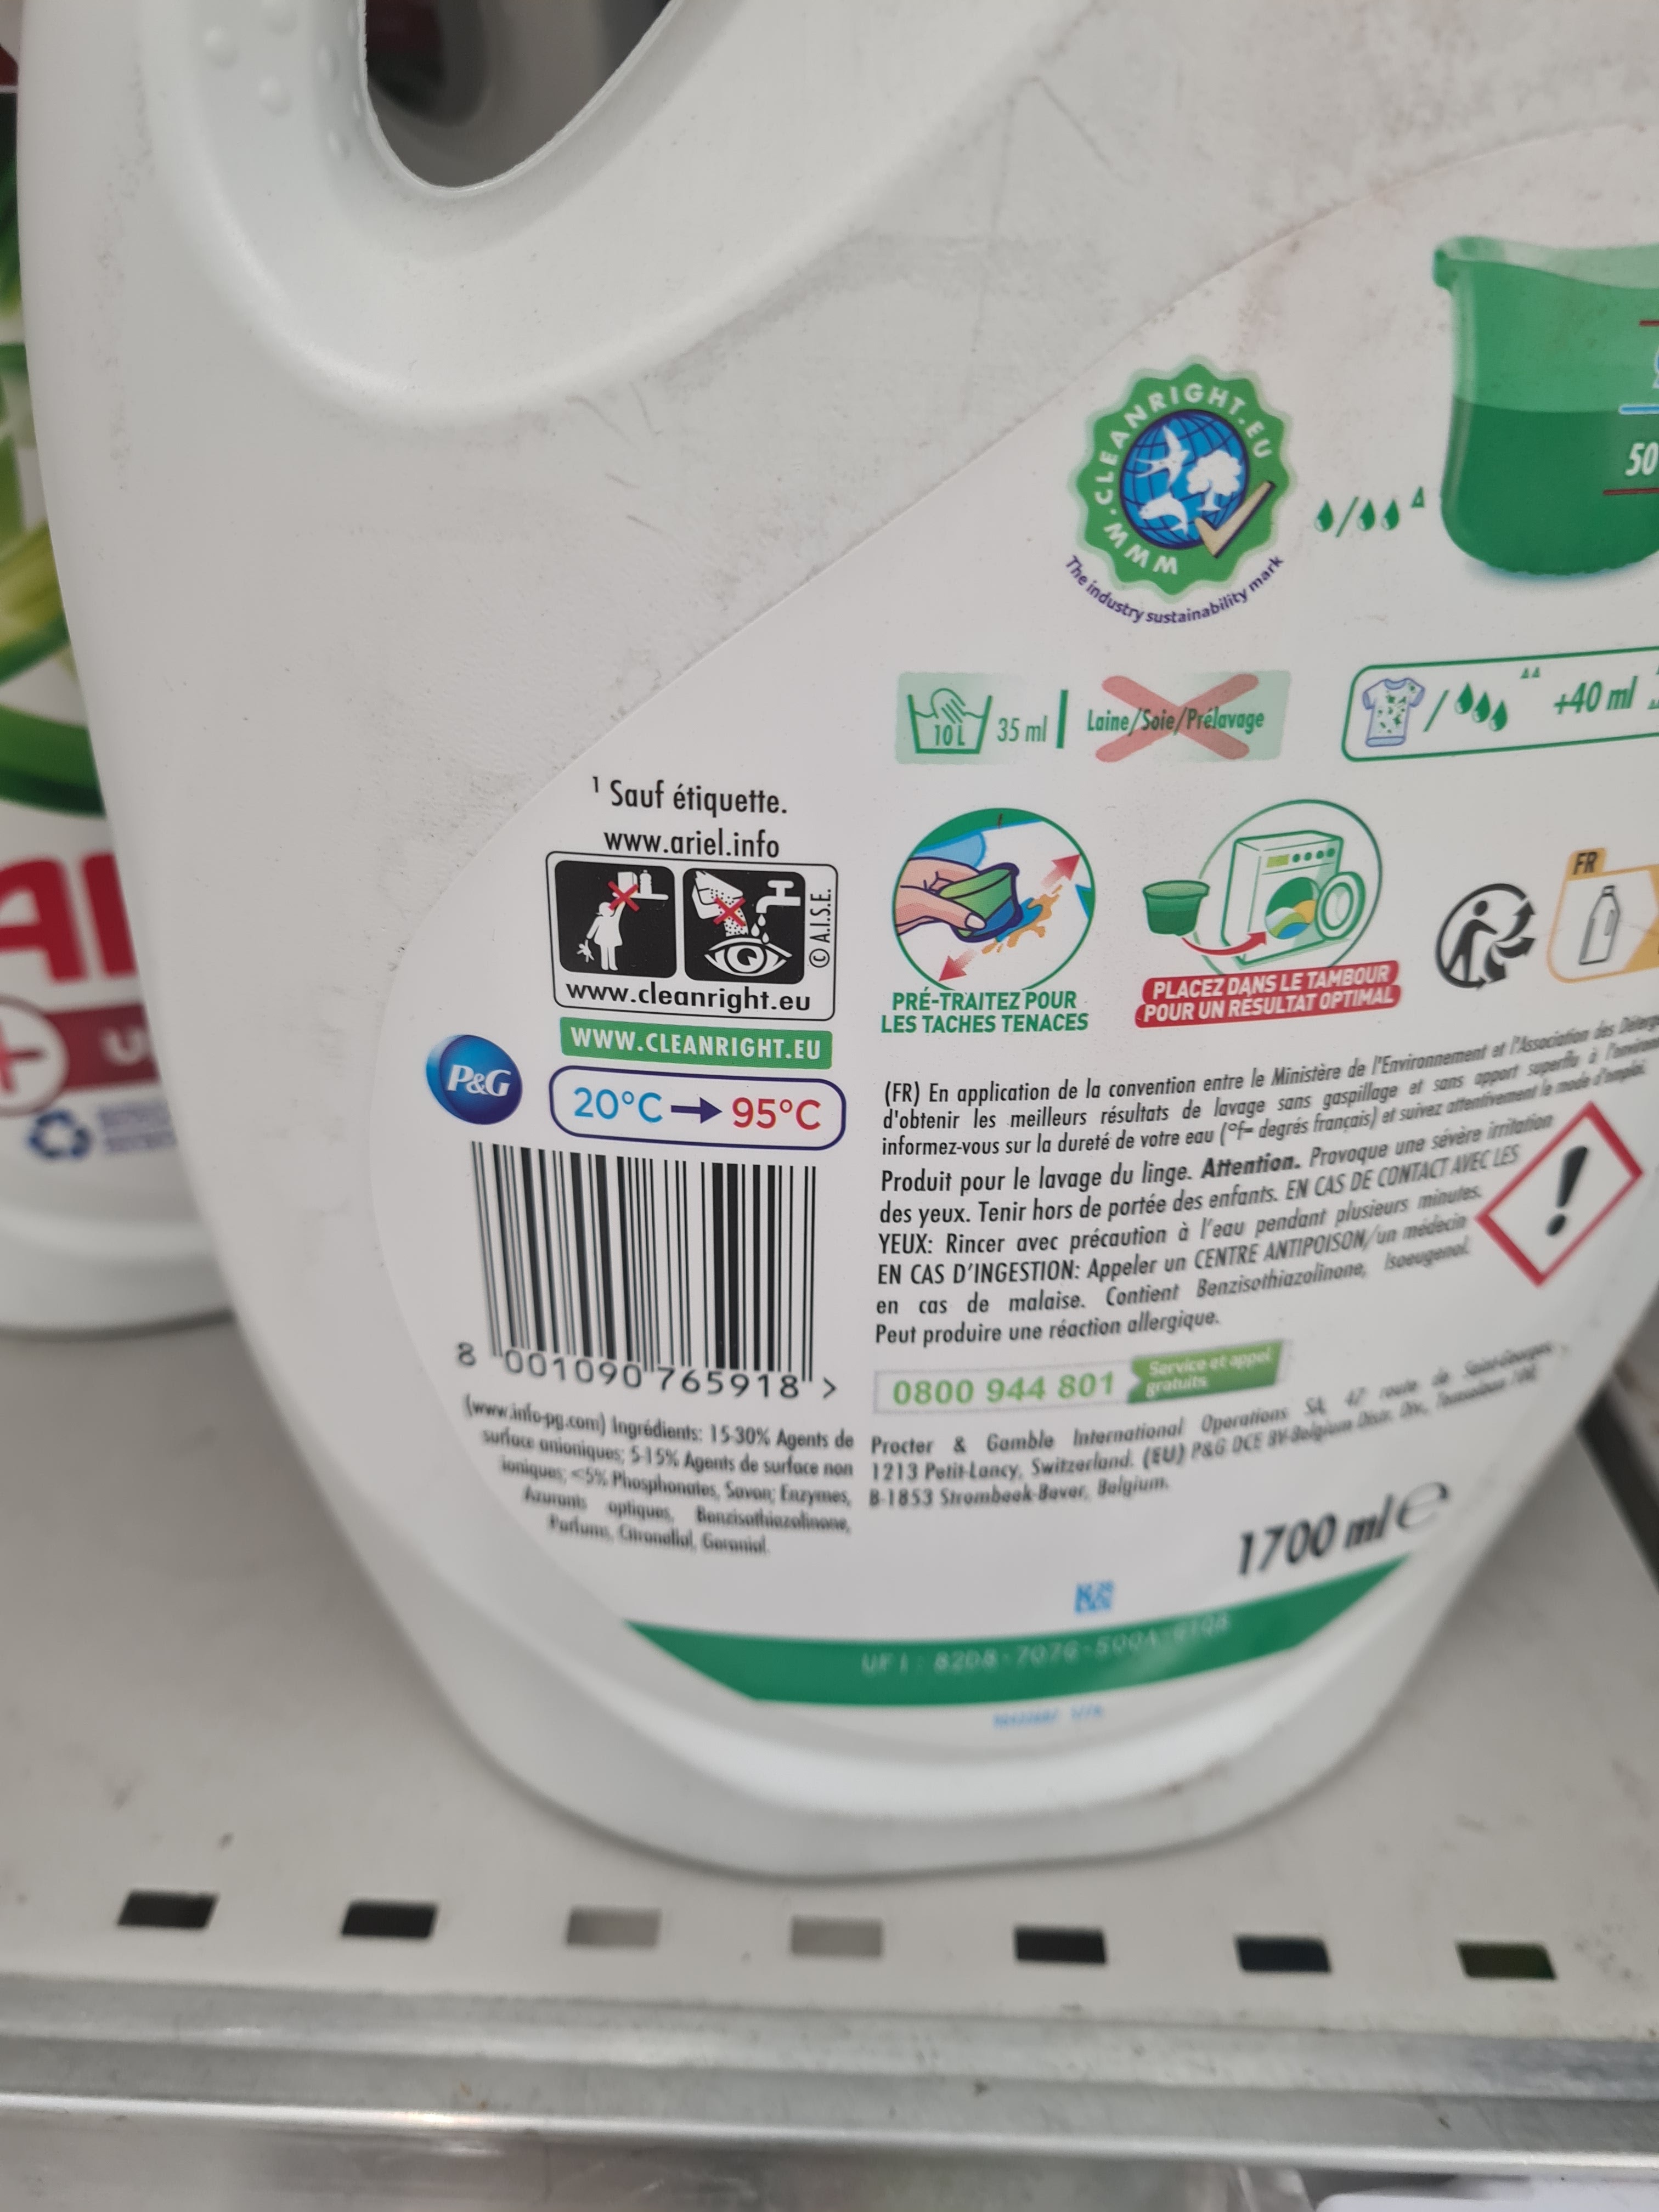 WWW.CLEANRIGHT.EU
The industry sustainability mark
50
10 L 35 ml
Laine/Soie/Prélavage
+40 ml
¹ Sauf étiquette.
www.ariel.info
© A.I.S.E.
www.cleanright.eu
WWW.CLEANRIGHT.EU
P&G
20°C → 95°C
PRÉ-TRAITEZ POUR
LES TACHES TENACES
PLACEZ DANS LE TAMBOUR
POUR UN RÉSULTAT OPTIMAL
FR
(FR) En application de la convention entre le Ministère de l'Environnement et l'Association des
d'obtenir les meilleurs résultats de lavage sans gaspillage et sans apport superflu à
informez-vous sur la dureté de votre eau (°f= degrés français) et suivez attentivement le mode d'emploi.
Produit pour le lavage du linge. Attention. Provoque une sévère irritation
des yeux. Tenir hors de portée des enfants. EN CAS DE CONTACT AVEC LES
YEUX: Rincer avec précaution à l'eau pendant plusieurs minutes.
EN CAS D'INGESTION: Appeler un CENTRE ANTIPOISON/un médecin
en cas de malaise. Contient Benzisothiazolinone, Isoeugenol.
Peut produire une réaction allergique.
8 001090 765918 >
0800 944 801
Service et appel
gratuits
(www.info-pg.com) Ingrédients: 15-30% Agents de
surface anioniques; 5-15% Agents de surface non
ioniques; <5% Phosphonates, Savon; Enzymes,
Azurants optiques, Benzisothiazolinone,
Parfums, Citronellol, Geraniol.
Procter & Gamble International Operations SA, 47 route de Saint-Georges
1213 Petit-Lancy, Switzerland. (EU) P&G DCE BV-Belgium Distr. Div.,
B-1853 Strombeek-Bever, Belgium.
1700 ml e